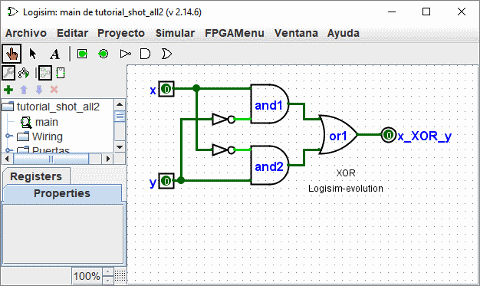 Logisim: main de tutorial_shot_all2 (v 2.14.6)
Archivo Editar Proyecto Simular FPGAMenu Ventana Ayuda
A
tutorial_shot_all2
main
Wiring
Puertas
Registers
Properties
100%
x 0
and1
or1
0 x_XOR_y
and2
y 0
XOR
Logisim-evolution